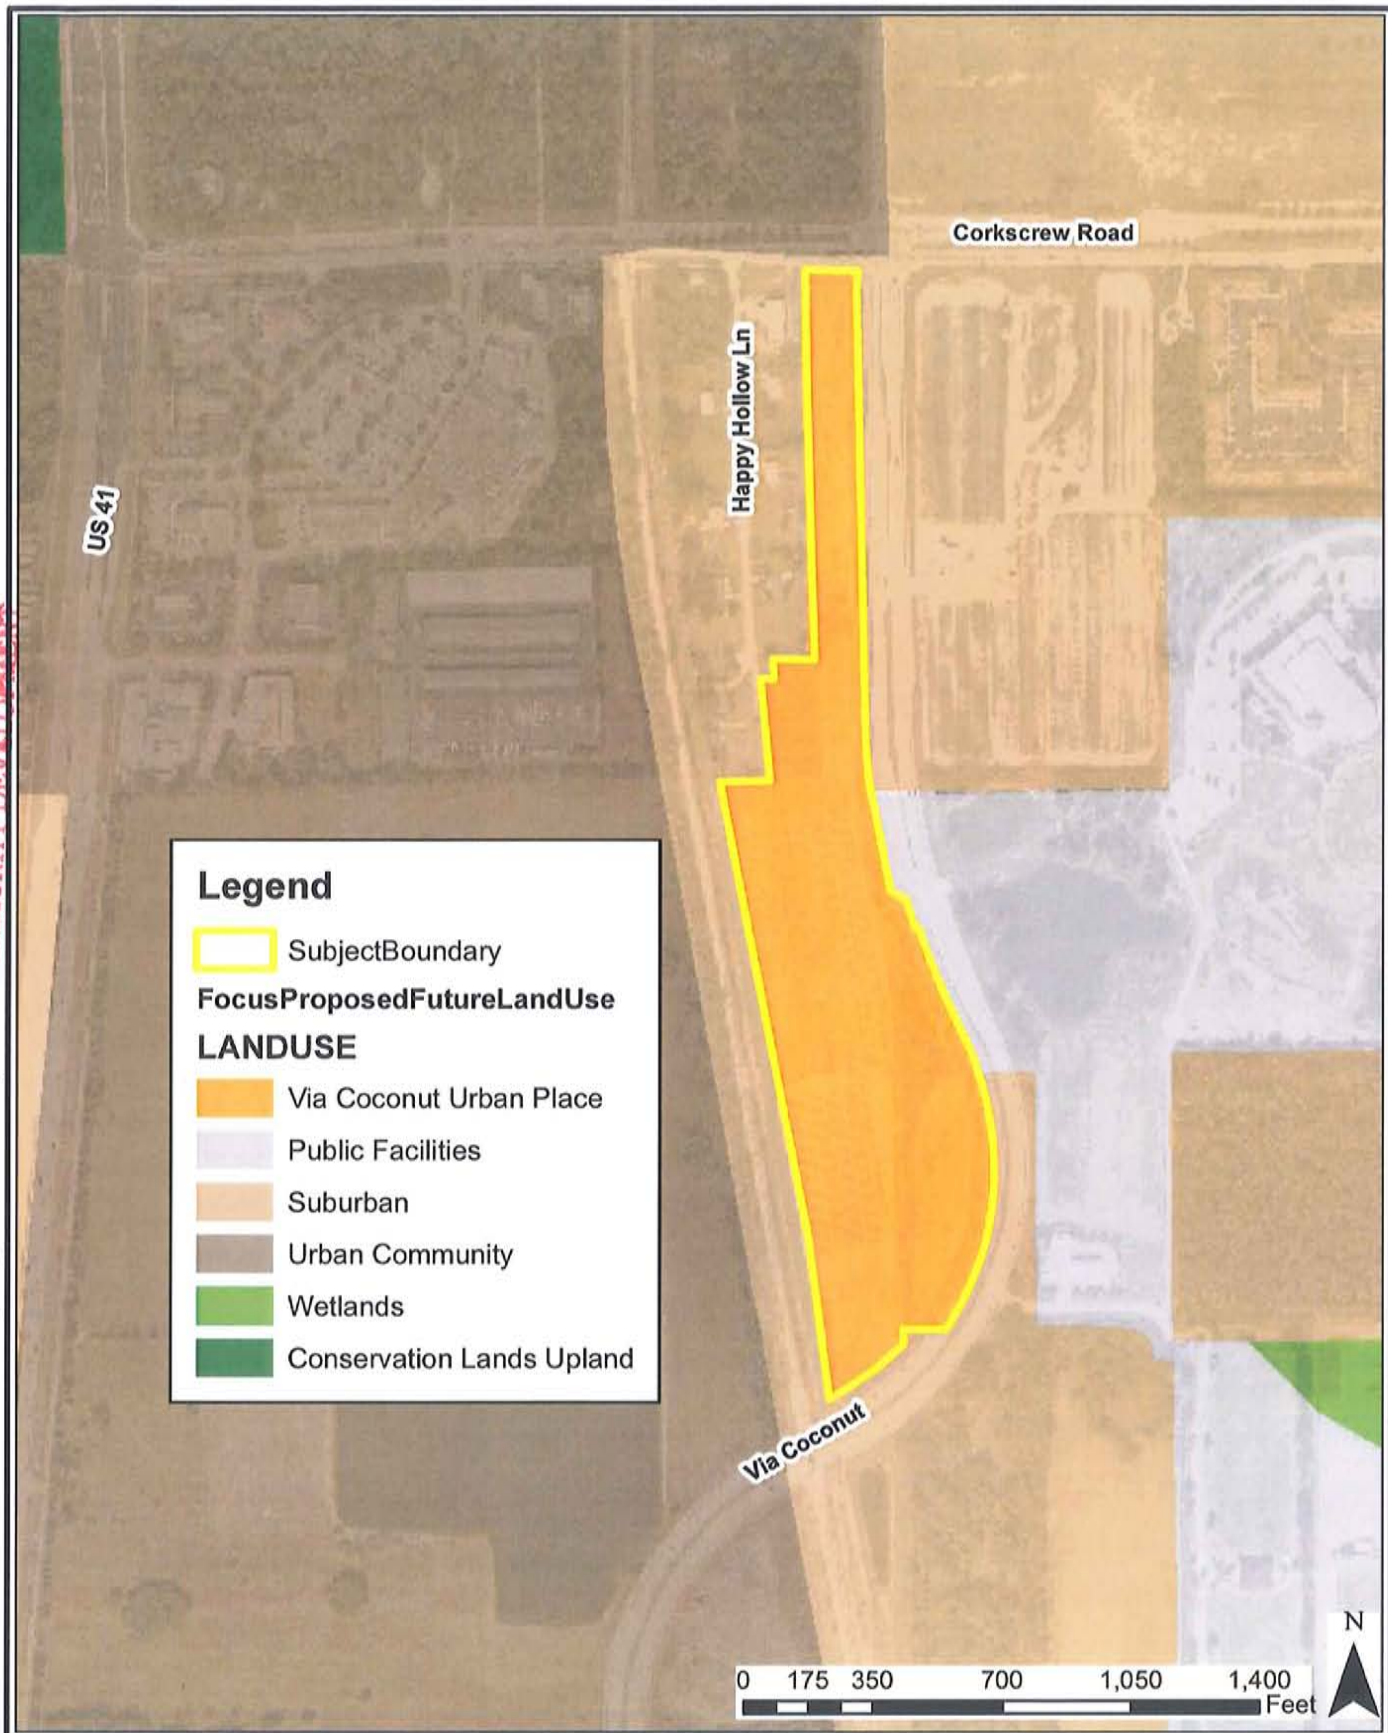 Corkscrew Road
Happy Hollow Ln
US 41
Legend
SubjectBoundary
FocusProposedFutureLandUse
LANDUSE
Via Coconut Urban Place
Public Facilities
Suburban
Urban Community
Wetlands
Conservation Lands Upland
Via Coconut
N
0 175 350 700 1,050 1,400
Feet